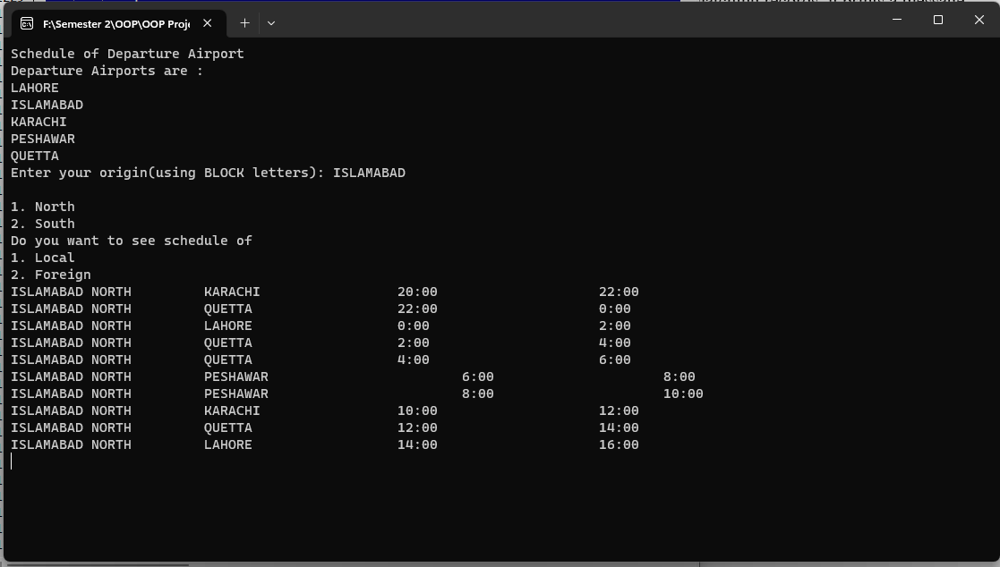 F:\Semester 2\OOP\OOP Proj
Schedule of Departure Airport
Departure Airports are :
LAHORE
ISLAMABAD
KARACHI
PESHAWAR
QUETTA
Enter your origin(using BLOCK letters): ISLAMABAD
1. North
2. South
Do you want to see schedule of
1. Local
2. Foreign
ISLAMABAD NORTH KARACHI 20:00 22:00
ISLAMABAD NORTH QUETTA 22:00 0:00
ISLAMABAD NORTH LAHORE 0:00 2:00
ISLAMABAD NORTH QUETTA 2:00 4:00
ISLAMABAD NORTH QUETTA 4:00 6:00
ISLAMABAD NORTH PESHAWAR 6:00 8:00
ISLAMABAD NORTH PESHAWAR 8:00 10:00
ISLAMABAD NORTH KARACHI 10:00 12:00
ISLAMABAD NORTH QUETTA 12:00 14:00
ISLAMABAD NORTH LAHORE 14:00 16:00